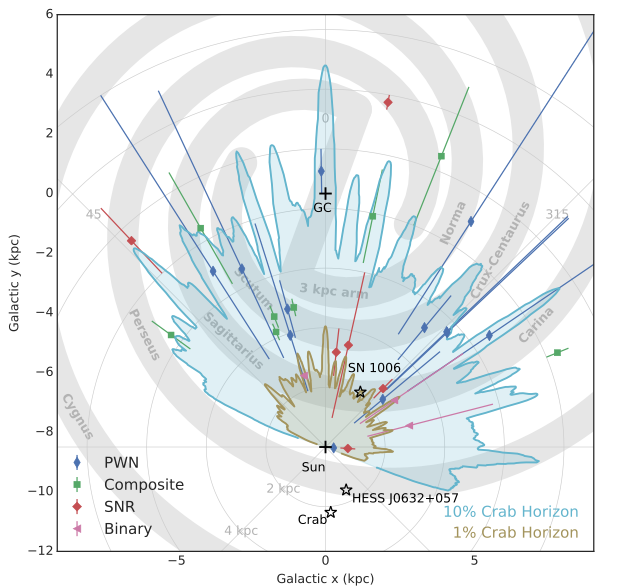 6
4
2
0
−2
−4
−6
−8
−10
−12
Galactic y (kpc)
−5
0
5
Galactic x (kpc)
0
45
315
GC
Norma
Crux-Centaurus
Carina
3 kpc arm
Scutum
Sagittarius
Perseus
Cygnus
SN 1006
Sun
2 kpc
4 kpc
HESS J0632+057
Crab
PWN
Composite
SNR
Binary
10% Crab Horizon
1% Crab Horizon